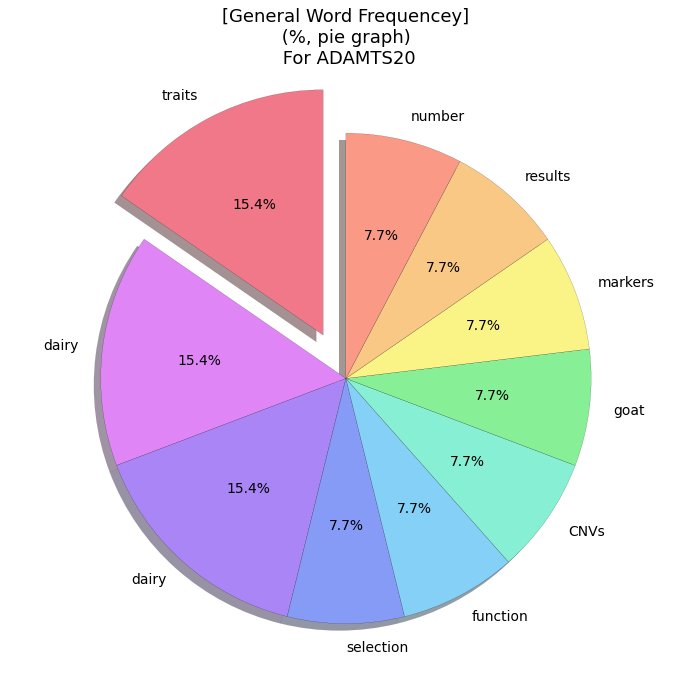 [General Word Frequencey]
(%, pie graph)
For ADAMTS20
traits
15.4%
number
7.7%
results
7.7%
markers
7.7%
goat
7.7%
CNVs
7.7%
function
7.7%
selection
7.7%
dairy
15.4%
dairy
15.4%